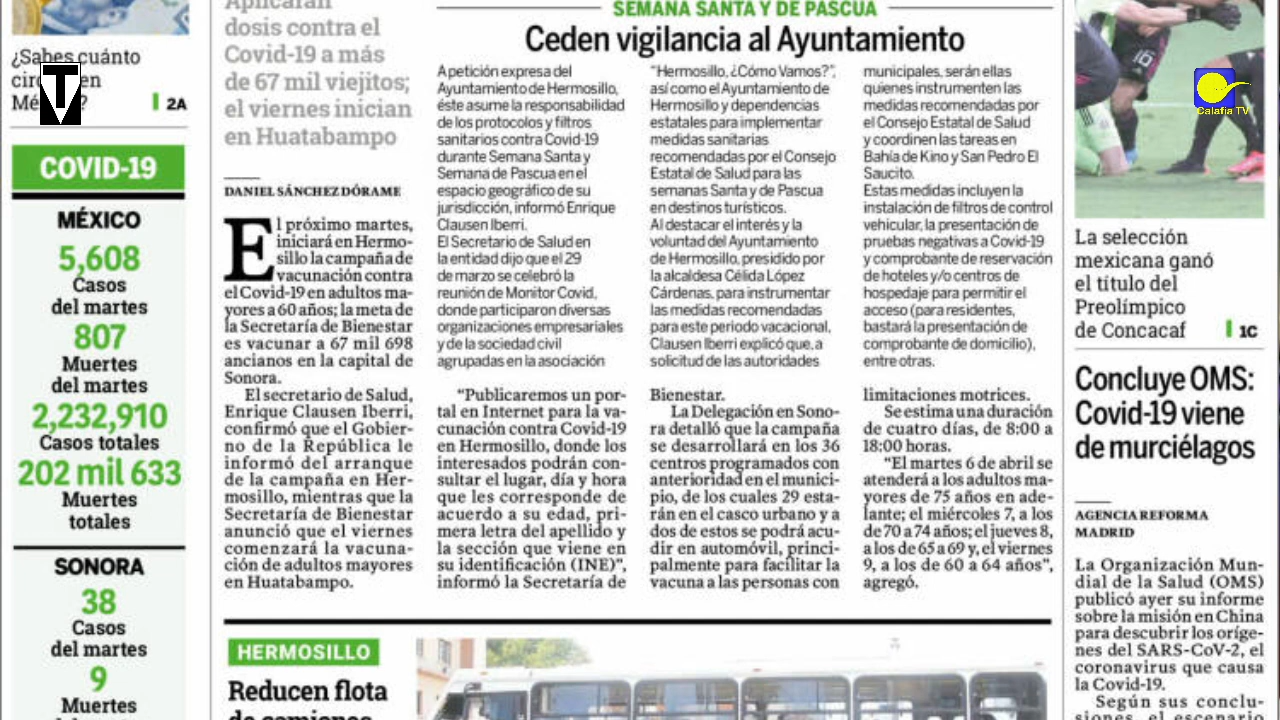 ¿Sabes cuánto
en
2A
COVID-19
MÉXICO
5,608
Casos
del martes
807
Muertes
del martes
2,232,910
Casos totales
202 mil 633
Muertes
totales
SONORA
38
Casos
del martes
9
Muertes
Aplicarán
dosis contra el
Covid-19 a más
de 67 mil viejitos;
el viernes inician
en Huatabampo
DANIEL SÁNCHEZ DÓRAME
El próximo martes,
iniciará en Hermo-
sillo la campaña de
vacunación contra
el Covid-19 en adultos ma-
yores a 60 años; la meta de
la Secretaría de Bienestar
es vacunar a 67 mil 698
ancianos en la capital de
Sonora.
El secretario de Salud,
Enrique Clausen Iberri,
confirmó que el Gobier-
no de la República le
informó del arranque
de la campaña en Her-
mosillo, mientras que la
Secretaría de Bienestar
anunció que el viernes
comenzará la vacuna-
ción de adultos mayores
en Huatabampo.
SEMANA SANTA Y DE PASCUA
Ceden vigilancia al Ayuntamiento
A petición expresa del
Ayuntamiento de Hermosillo,
éste asume la responsabilidad
de los protocolos y filtros
sanitarios contra Covid-19
durante Semana Santa y
Semana de Pascua en el
espacio geográfico de su
jurisdicción, informó Enrique
Clausen Iberri.
El Secretario de Salud en
la entidad dijo que el 29
de marzo se celebró la
reunión de Monitor Covid,
donde participaron diversas
organizaciones empresariales
y de la sociedad civil
agrupadas en la asociación
"Hermosillo, ¿Cómo Vamos?",
así como el Ayuntamiento de
Hermosillo y dependencias
estatales para implementar
medidas sanitarias
recomendadas por el Consejo
Estatal de Salud para las
semanas Santa y de Pascua
en destinos turísticos.
Al destacar el interés y la
voluntad del Ayuntamiento
de Hermosillo, presidido por
la alcaldesa Célida López
Cárdenas, para instrumentar
las medidas recomendadas
para este periodo vacacional,
Clausen Iberri explicó que, a
solicitud de las autoridades
municipales, serán ellas
quienes instrumenten las
medidas recomendadas por
el Consejo Estatal de Salud
y coordinen las tareas en
Bahía de Kino y San Pedro El
Saucito.
Estas medidas incluyen la
instalación de filtros de control
vehicular, la presentación de
pruebas negativas a Covid-19
y comprobante de reservación
de hoteles y/o centros de
hospedaje para permitir el
acceso (para residentes,
bastará la presentación de
comprobante de domicilio),
entre otras.
"Publicaremos un por-
tal en Internet para la va-
cunación contra Covid-19
en Hermosillo, donde los
interesados podrán con-
sultar el lugar, día y hora
que les corresponde de
acuerdo a su edad, pri-
mera letra del apellido y
la sección que viene en
su identificación (INE)",
informó la Secretaría de
Bienestar.
La Delegación en Sono-
ra detalló que la campaña
se desarrollará en los 36
centros programados con
anterioridad en el munici-
pio, de los cuales 29 esta-
rán en el casco urbano y a
dos de estos se podrá acu-
dir en automóvil, princi-
palmente para facilitar la
vacuna a las personas con
limitaciones motrices.
Se estima una duración
de cuatro días, de 8:00 a
18:00 horas.
"El martes 6 de abril se
atenderá a los adultos ma-
yores de 75 años en ade-
lante; el miércoles 7, a los
de 70 a 74 años; el jueves 8,
a los de 65 a 69 y, el viernes
9, a los de 60 a 64 años",
agregó.
HERMOSILLO
Reducen flota
de camiones
10
Calafia TV
La selección
mexicana ganó
el título del
Preolímpico
de Concacaf
1C
Concluye OMS:
Covid-19 viene
de murciélagos
AGENCIA REFORMA
MADRID
La Organización Mun-
dial de la Salud (OMS)
publicó ayer su informe
sobre la misión en China
para descubrir los oríge-
nes del SARS-CoV-2, el
coronavirus que causa
la Covid-19.
Según sus conclu-
siones, el escenario